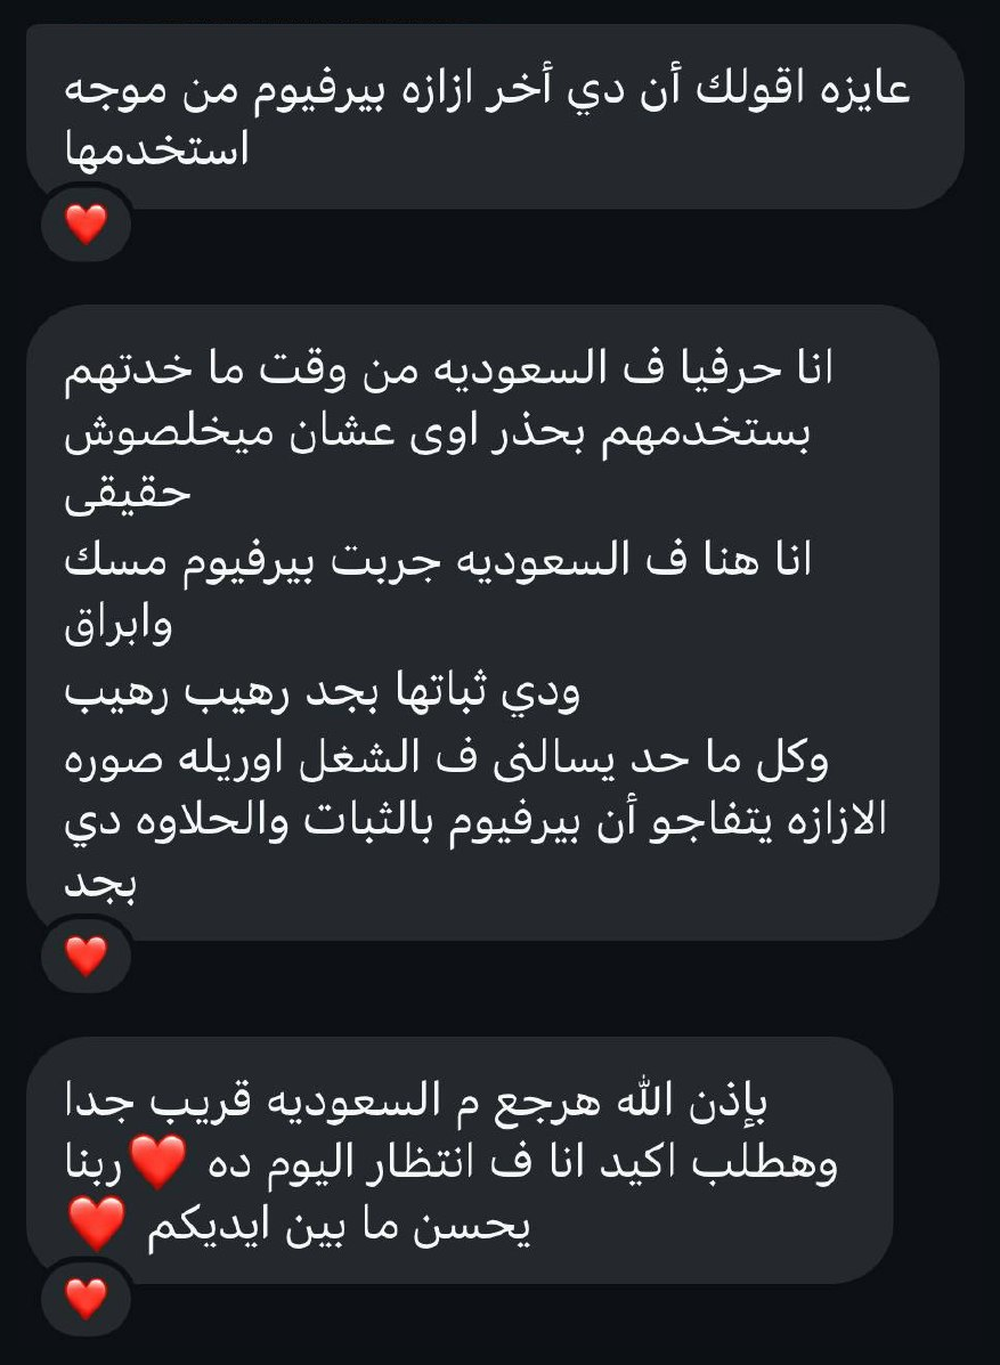 عايزه اقولك أن دي أخر ازازه بيرفيوم من موجه
استخدمها
❤️
انا حرفيا ف السعوديه من وقت ما خدتهم
بستخدمهم بحذر اوى عشان ميخلصوش
حقيقى
انا هنا ف السعوديه جربت بيرفيوم مسك
وابراق
ودي ثباتها بجد رهيب رهيب
وكل ما حد يسالنى ف الشغل اوريله صوره
الازازه يتفاجو أن بيرفيوم بالثبات والحلاوه دي
بجد
❤️
بإذن الله هرجع م السعوديه قريب جدا
وهطلب اكيد انا ف انتظار اليوم ده ❤️ربنا
يحسن ما بين ايديكم ❤️
❤️